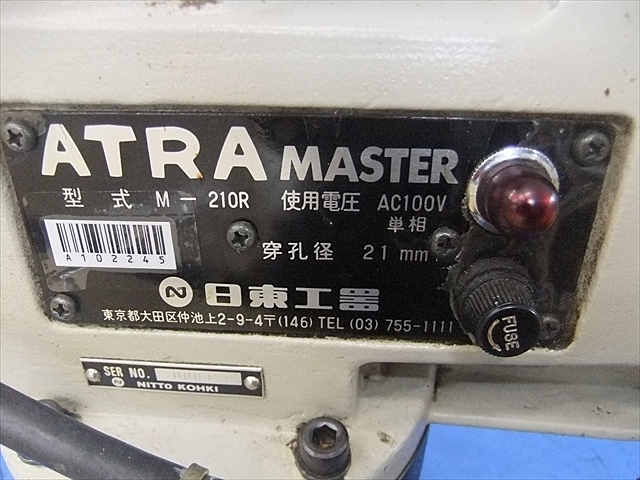 ATRA MASTER
型式 M-210R 使用電圧 AC100V
単相
A102245
穿孔径 21mm
日東工器
東京都大田区仲池上2-9-4〒(146) TEL (03) 755-1111
FUSE
SER NO.
NITTO KOHKI